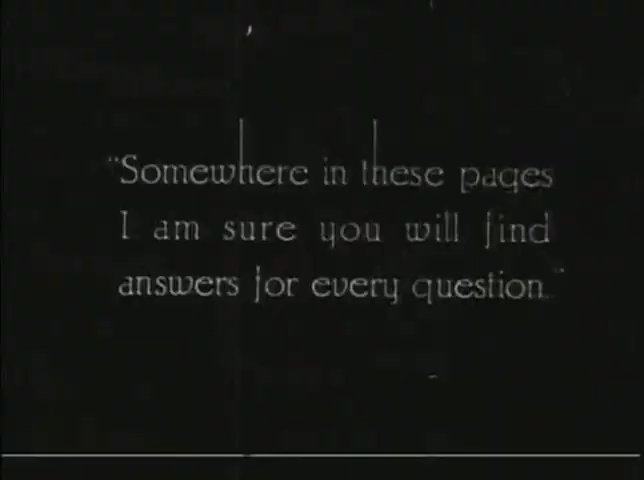 "Somewhere in these pages
I am sure you will find
answers for every question."